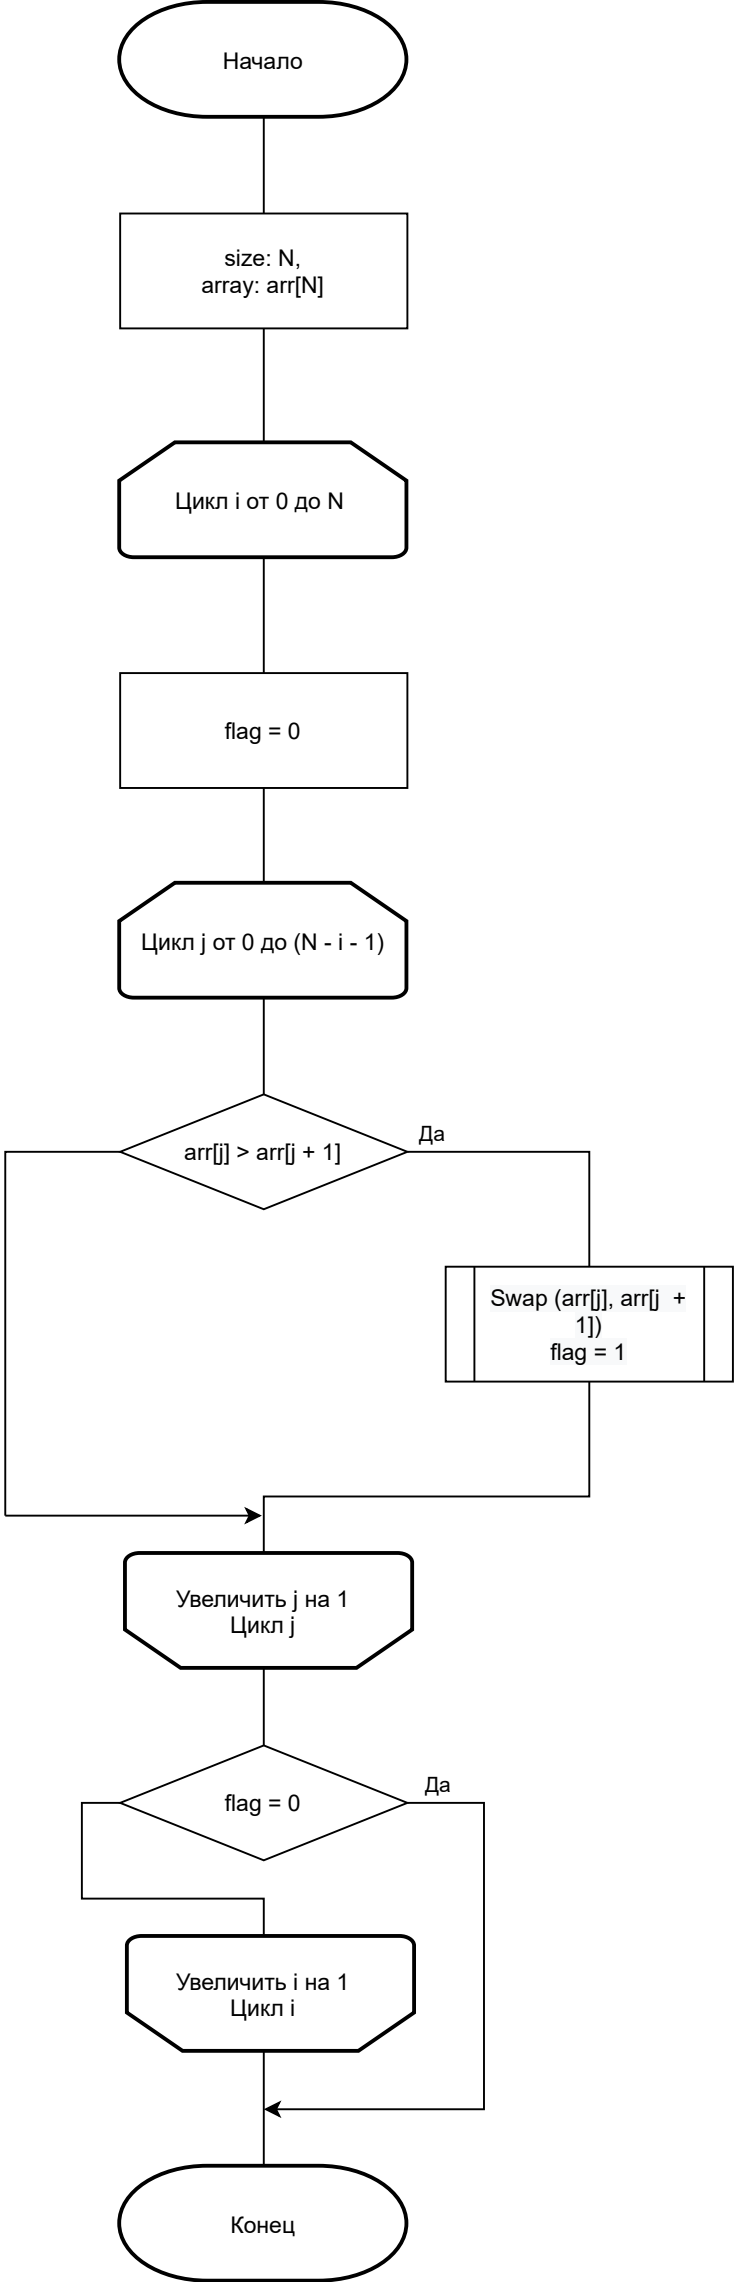 Начало
size: N,
array: arr[N]
Цикл i от 0 до N
flag = 0
Цикл j от 0 до (N - i - 1)
arr[j] > arr[j + 1]
Да
Swap (arr[j], arr[j  +
1])
flag = 1
Увеличить j на 1
Цикл j
flag = 0
Да
Увеличить i на 1
Цикл i
Конец